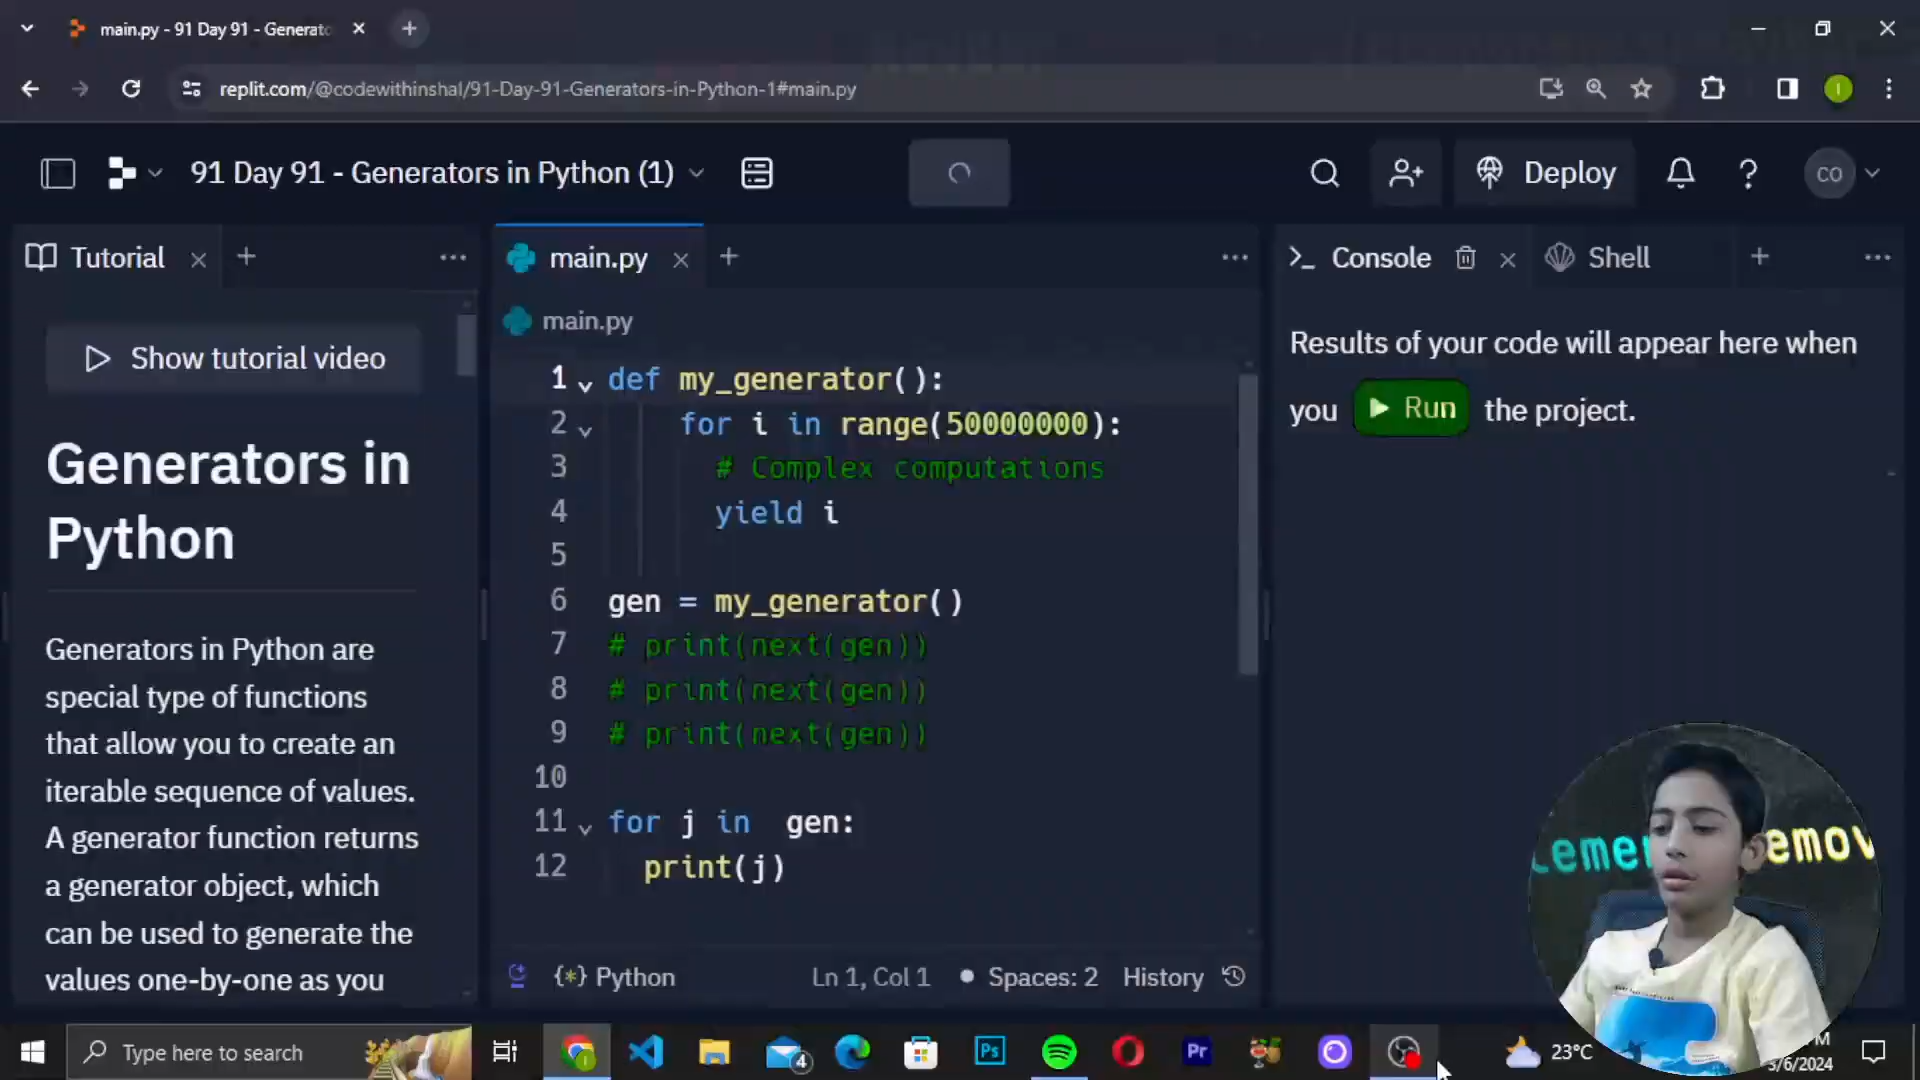 main.py - 91 Day 91 - Generato
replit.com/@codewithinshal/91-Day-91-Generators-in-Python-1#main.py
91 Day 91 - Generators in Python (1)
Deploy
CO
Tutorial
main.py
Console
Shell
Show tutorial video
Generators in
Python
Generators in Python are
special type of functions
that allow you to create an
iterable sequence of values.
A generator function returns
a generator object, which
can be used to generate the
values one-by-one as you
main.py
1 def my_generator():
2 for i in range(50000000):
3 # Complex computations
4 yield i
5
6 gen = my_generator()
7 # print(next(gen))
8 # print(next(gen))
9 # print(next(gen))
10
11 for j in  gen:
12 print(j)
{*} Python
Ln 1, Col 1
Spaces: 2
History
Results of your code will appear here when
you Run the project.
Type here to search
4
Ps
Pr
23°C
M
3/6/2024